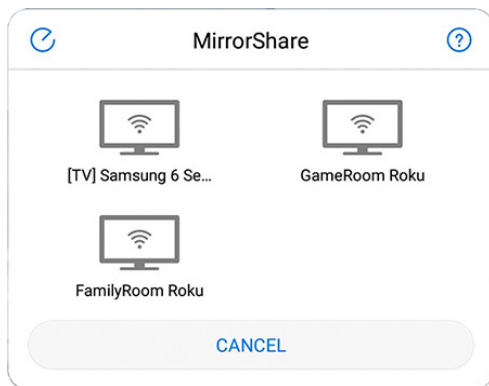 MirrorShare
?
[TV] Samsung 6 Se...
GameRoom Roku
FamilyRoom Roku
CANCEL